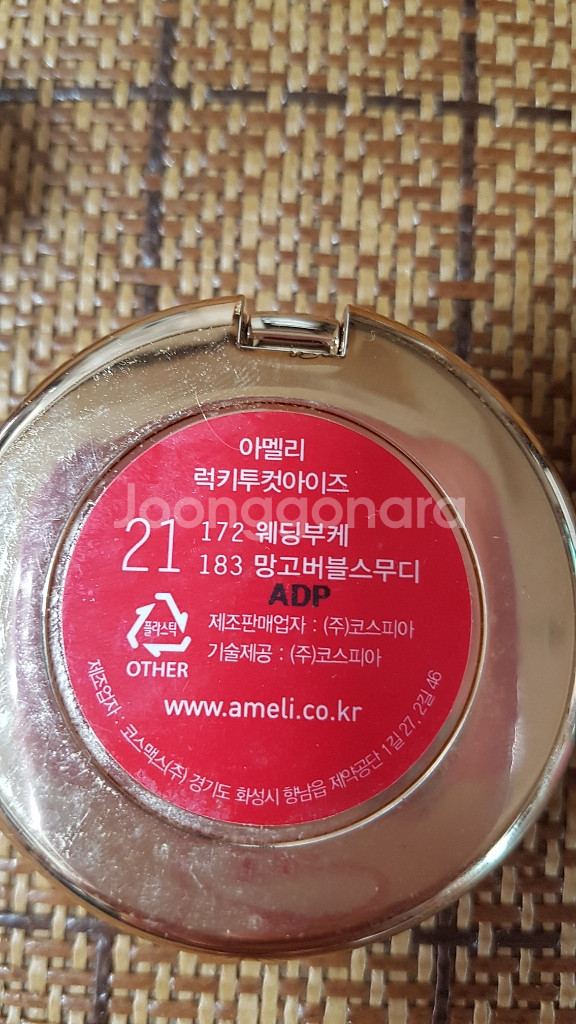 아멜리
럭키투컷아이즈
Joonggonara
21
172 웨딩부케
183 망고버블스무디
ADP
플라스틱
OTHER
제조판매업자 : (주)코스피아
기술제공 : (주)코스피아
www.ameli.co.kr
제조업자 : 코스맥스(주) 경기도 화성시 향남읍 제약공단 1길 27, 2길 46